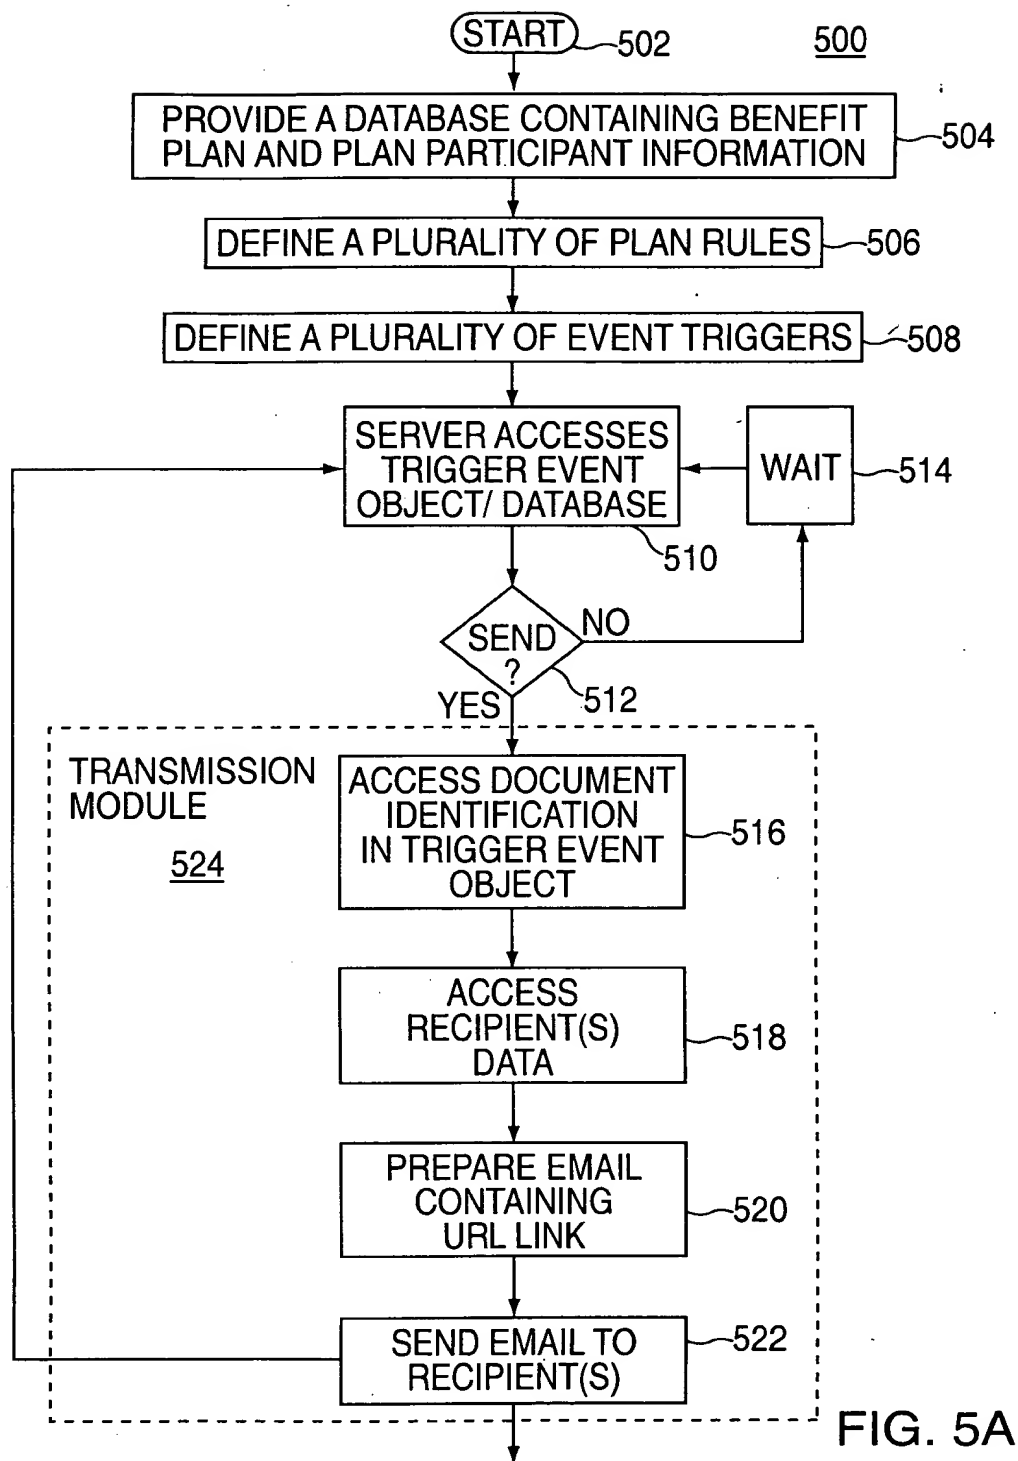 START
502
500
PROVIDE A DATABASE CONTAINING BENEFIT
PLAN AND PLAN PARTICIPANT INFORMATION
504
DEFINE A PLURALITY OF PLAN RULES
506
DEFINE A PLURALITY OF EVENT TRIGGERS
508
SERVER ACCESSES
TRIGGER EVENT
OBJECT/ DATABASE
510
WAIT
514
SEND
?
NO
512
YES
TRANSMISSION
MODULE
524
ACCESS DOCUMENT
IDENTIFICATION
IN TRIGGER EVENT
OBJECT
516
ACCESS
RECIPIENT(S)
DATA
518
PREPARE EMAIL
CONTAINING
URL LINK
520
SEND EMAIL TO
RECIPIENT(S)
522
FIG. 5A